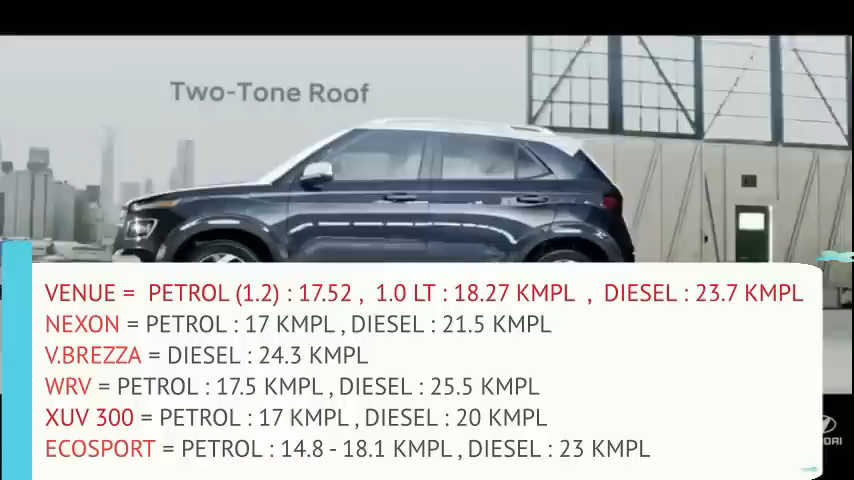 Two-Tone Roof
VENUE = PETROL (1.2) : 17.52 , 1.0 LT : 18.27 KMPL , DIESEL : 23.7 KMPL
NEXON = PETROL : 17 KMPL , DIESEL : 21.5 KMPL
V.BREZZA = DIESEL : 24.3 KMPL
WRV = PETROL : 17.5 KMPL , DIESEL : 25.5 KMPL
XUV 300 = PETROL : 17 KMPL , DIESEL : 20 KMPL
ECOSPORT = PETROL : 14.8 - 18.1 KMPL , DIESEL : 23 KMPL